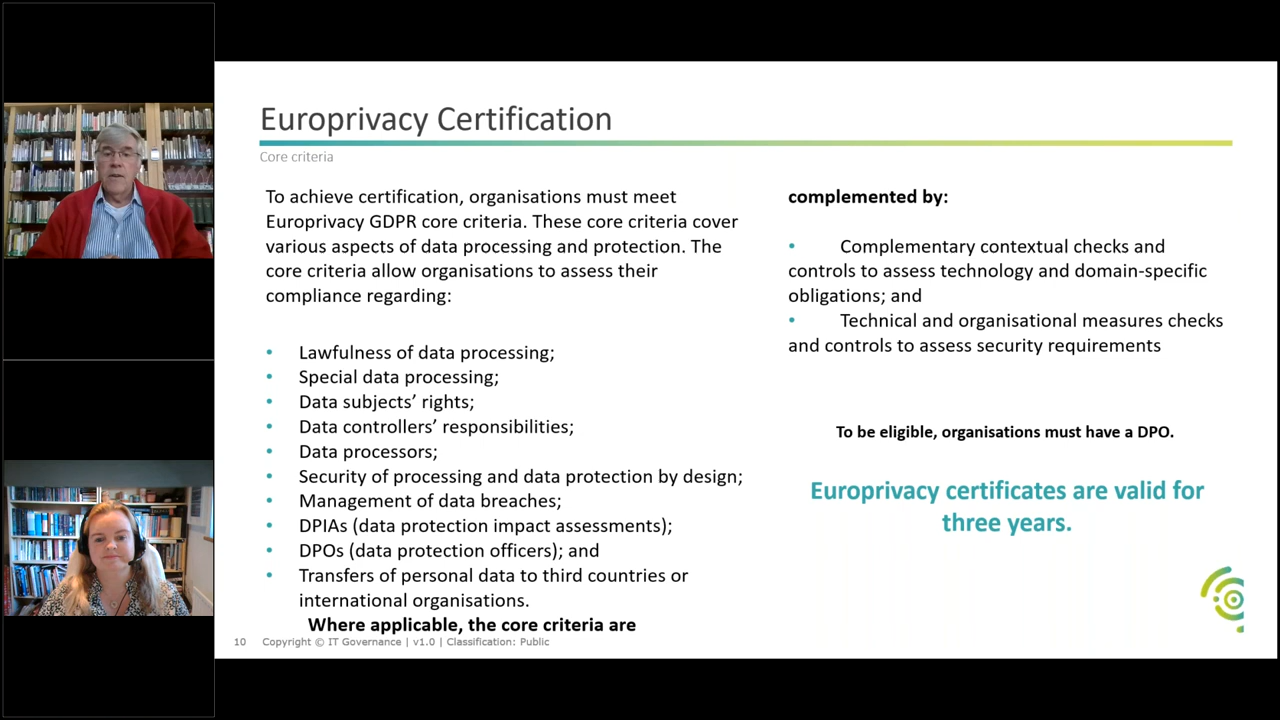 Europrivacy Certification
Core criteria
To achieve certification, organisations must meet
Europrivacy GDPR core criteria. These core criteria cover
various aspects of data processing and protection. The
core criteria allow organisations to assess their
compliance regarding:
• Lawfulness of data processing;
• Special data processing;
• Data subjects’ rights;
• Data controllers’ responsibilities;
• Data processors;
• Security of processing and data protection by design;
• Management of data breaches;
• DPIAs (data protection impact assessments);
• DPOs (data protection officers); and
• Transfers of personal data to third countries or
international organisations.
Where applicable, the core criteria are
complemented by:
• Complementary contextual checks and
controls to assess technology and domain-specific
obligations; and
• Technical and organisational measures checks
and controls to assess security requirements
To be eligible, organisations must have a DPO.
Europrivacy certificates are valid for
three years.
10 Copyright © IT Governance | v1.0 | Classification: Public